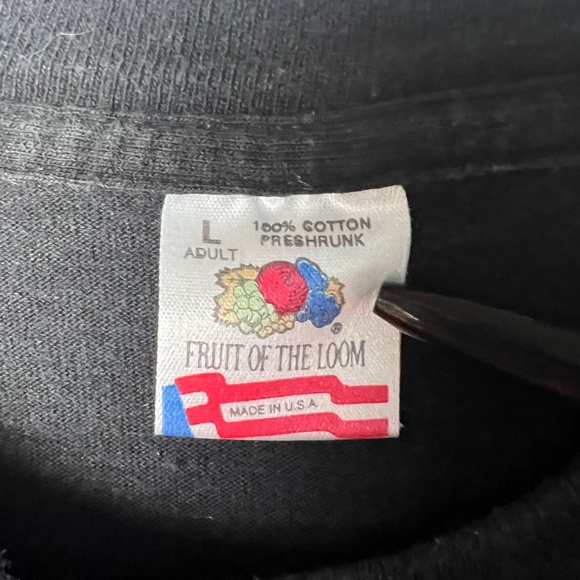 L 100% COTTON
ADULT PRESHRUNK
®
FRUIT OF THE LOOM
MADE IN U.S.A.